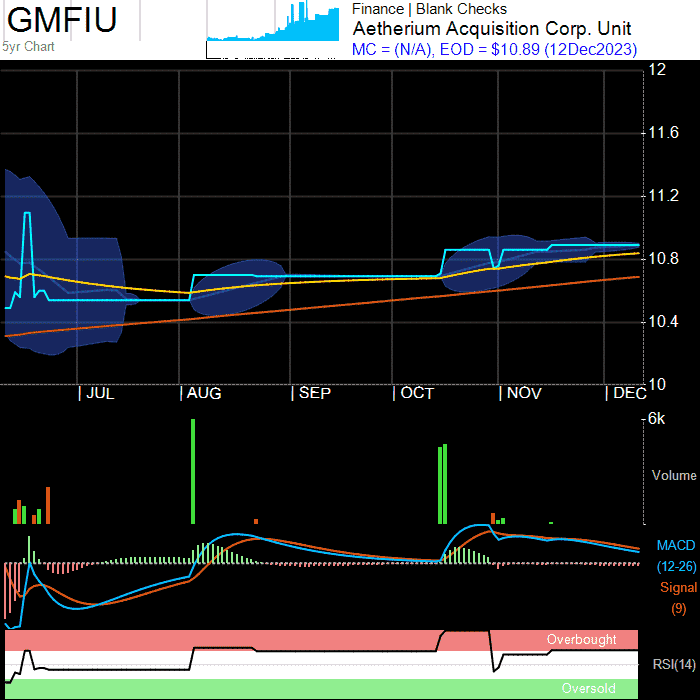 GMFIU
5yr Chart
Finance | Blank Checks
Aetherium Acquisition Corp. Unit
MC = (N/A), EOD = $10.89 (12Dec2023)
12
11.6
11.2
10.8
10.4
10
| JUL | AUG | SEP | OCT | NOV | DEC
6k
Volume
MACD
(12-26)
Signal
(9)
Overbought
RSI(14)
Oversold